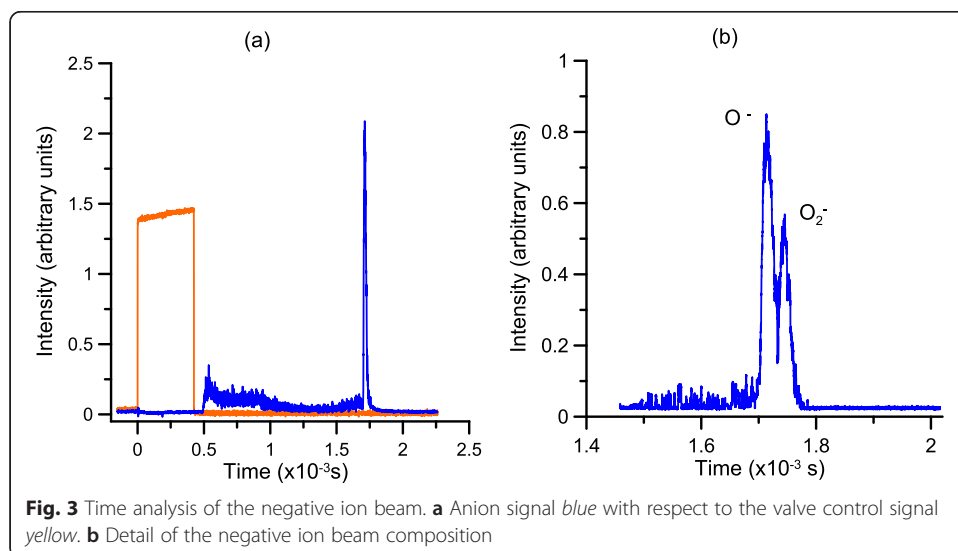 (a)
2.5
2
1.5
1
0.5
0
Intensity (arbitrary units)
0 0.5 1 1.5 2 2.5
Time (x10⁻³s)
(b)
1
0.8
0.6
0.4
0.2
0
Intensity (arbitrary units)
O⁻
O₂⁻
1.4 1.6 1.8 2
Time (x10⁻³ s)
Fig. 3 Time analysis of the negative ion beam. a Anion signal blue with respect to the valve control signal
yellow. b Detail of the negative ion beam composition